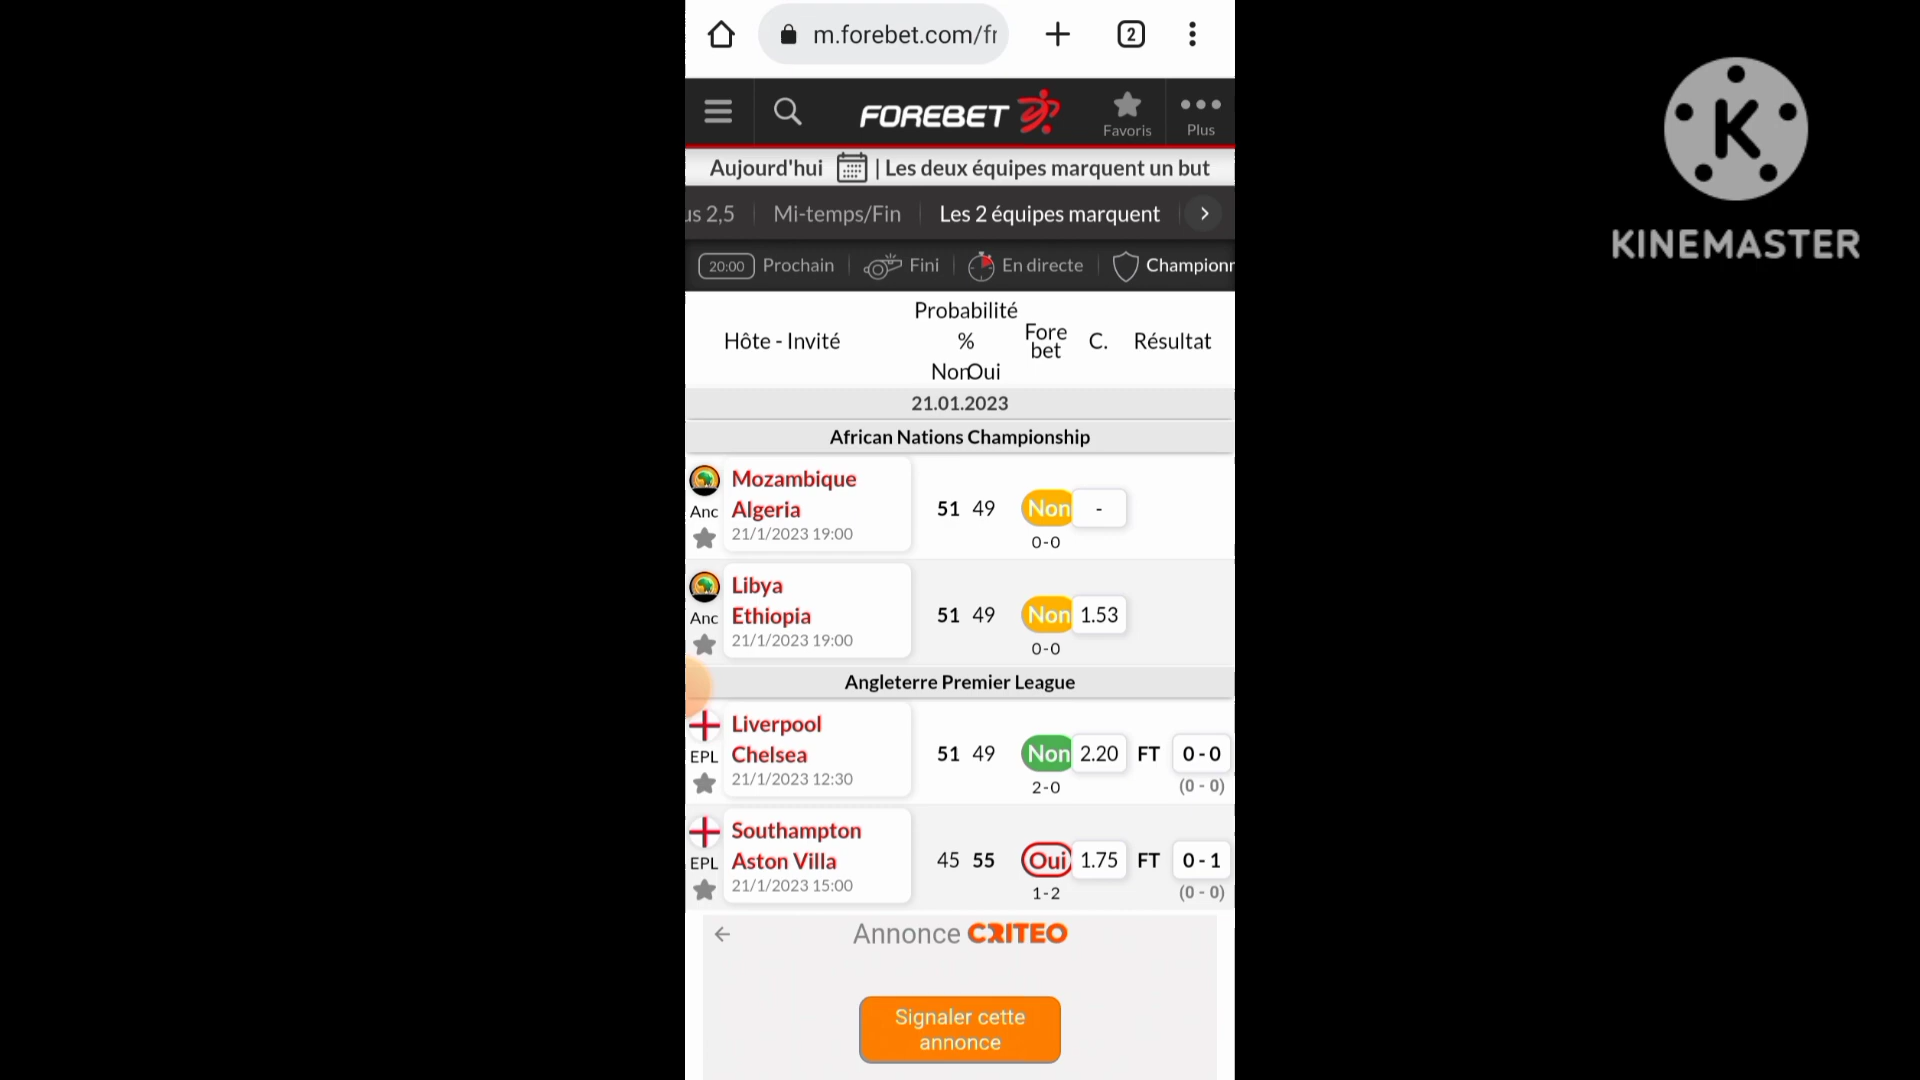 m.forebet.com/fr
2
FOREBET
Favoris
Plus
Aujourd'hui | Les deux équipes marquent un but
us 2,5 Mi-temps/Fin Les 2 équipes marquent
20:00 Prochain Fini En directe Championn
Probabilité
%
Hôte - Invité
Non Oui
Fore
bet
C.
Résultat
21.01.2023
African Nations Championship
Mozambique
Algeria
21/1/2023 19:00
Anc
51 49 Non -
0-0
Libya
Ethiopia
21/1/2023 19:00
Anc
51 49 Non 1.53
0-0
Angleterre Premier League
Liverpool
Chelsea
21/1/2023 12:30
EPL
51 49 Non 2.20 FT 0 - 0
2-0 (0 - 0)
Southampton
Aston Villa
21/1/2023 15:00
EPL
45 55 Oui 1.75 FT 0 - 1
1-2 (0 - 0)
Annonce CRITEO
Signaler cette
annonce
K
KINEMASTER